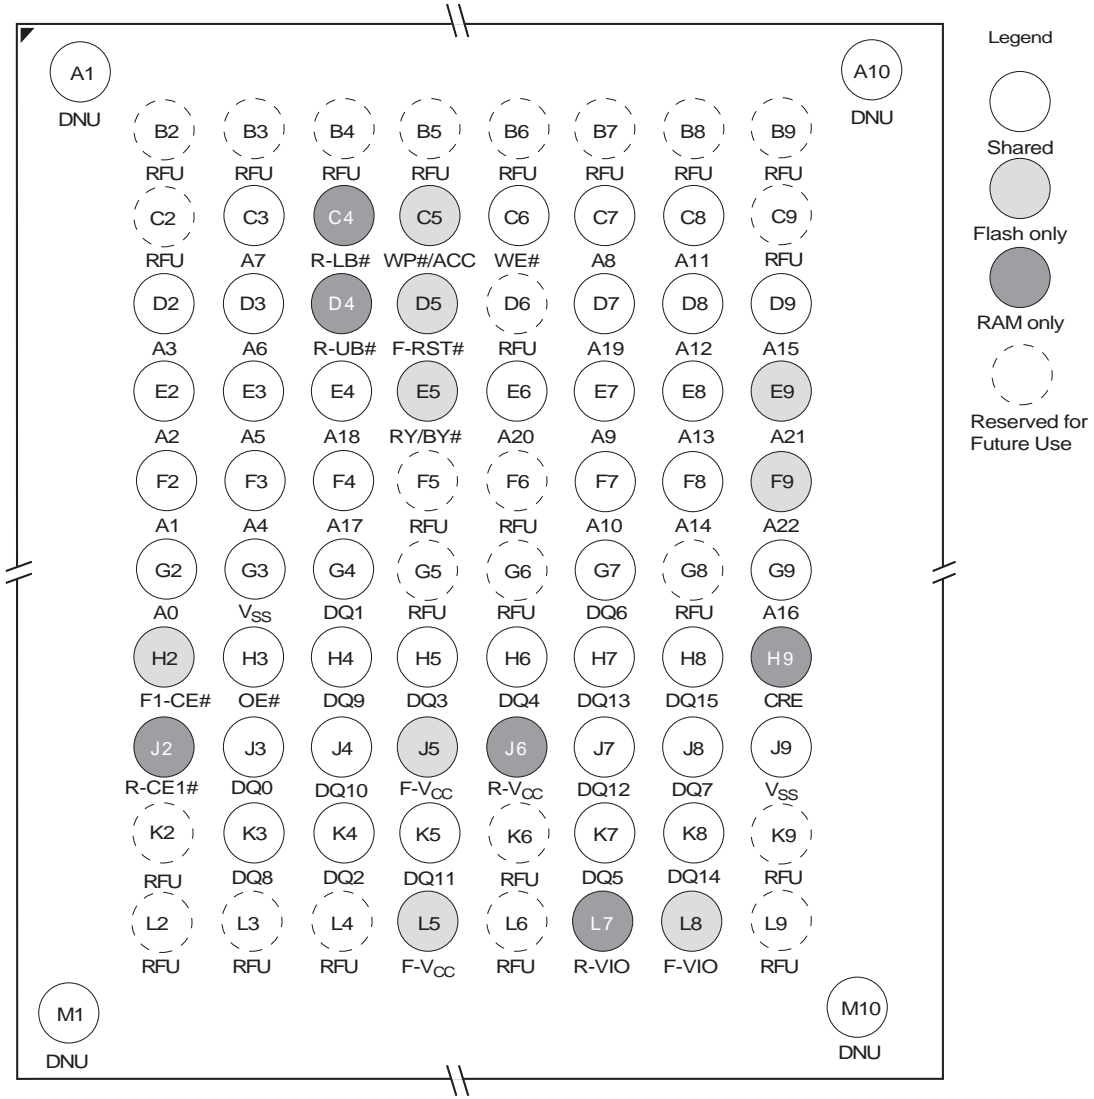 Legend
A1 A10
DNU DNU
Shared
B2 B3 B4 B5 B6 B7 B8 B9
RFU RFU RFU RFU RFU RFU RFU RFU
Flash only
C2 C3 C4 C5 C6 C7 C8 C9
RFU A7 R-LB# WP#/ACC WE# A8 A11 RFU
RAM only
D2 D3 D4 D5 D6 D7 D8 D9
A3 A6 R-UB# F-RST# RFU A19 A12 A15
Reserved for
Future Use
E2 E3 E4 E5 E6 E7 E8 E9
A2 A5 A18 RY/BY# A20 A9 A13 A21
F2 F3 F4 F5 F6 F7 F8 F9
A1 A4 A17 RFU RFU A10 A14 A22
G2 G3 G4 G5 G6 G7 G8 G9
A0 VSS DQ1 RFU RFU DQ6 RFU A16
H2 H3 H4 H5 H6 H7 H8 H9
F1-CE# OE# DQ9 DQ3 DQ4 DQ13 DQ15 CRE
J2 J3 J4 J5 J6 J7 J8 J9
R-CE1# DQ0 DQ10 F-VCC R-VCC DQ12 DQ7 VSS
K2 K3 K4 K5 K6 K7 K8 K9
RFU DQ8 DQ2 DQ11 RFU DQ5 DQ14 RFU
L2 L3 L4 L5 L6 L7 L8 L9
RFU RFU RFU F-VCC RFU R-VIO F-VIO RFU
M1 M10
DNU DNU